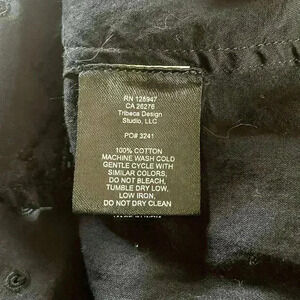 RN 128947
CA 26276
Tribeca Design
Studio, LLC
PO# 3241
100% COTTON
MACHINE WASH COLD
GENTLE CYCLE WITH
SIMILAR COLORS,
DO NOT BLEACH,
TUMBLE DRY LOW,
LOW IRON,
DO NOT DRY CLEAN